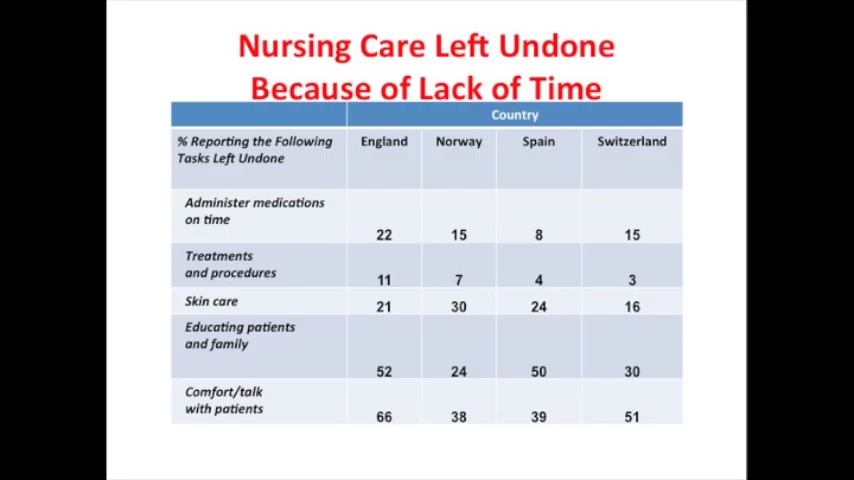 Nursing Care Left Undone
Because of Lack of Time
Country
% Reporting the Following
Tasks Left Undone
England Norway Spain Switzerland
Administer medications
on time
22 15 8 15
Treatments
and procedures
11 7 4 3
Skin care
21 30 24 16
Educating patients
and family
52 24 50 30
Comfort/talk
with patients
66 38 39 51